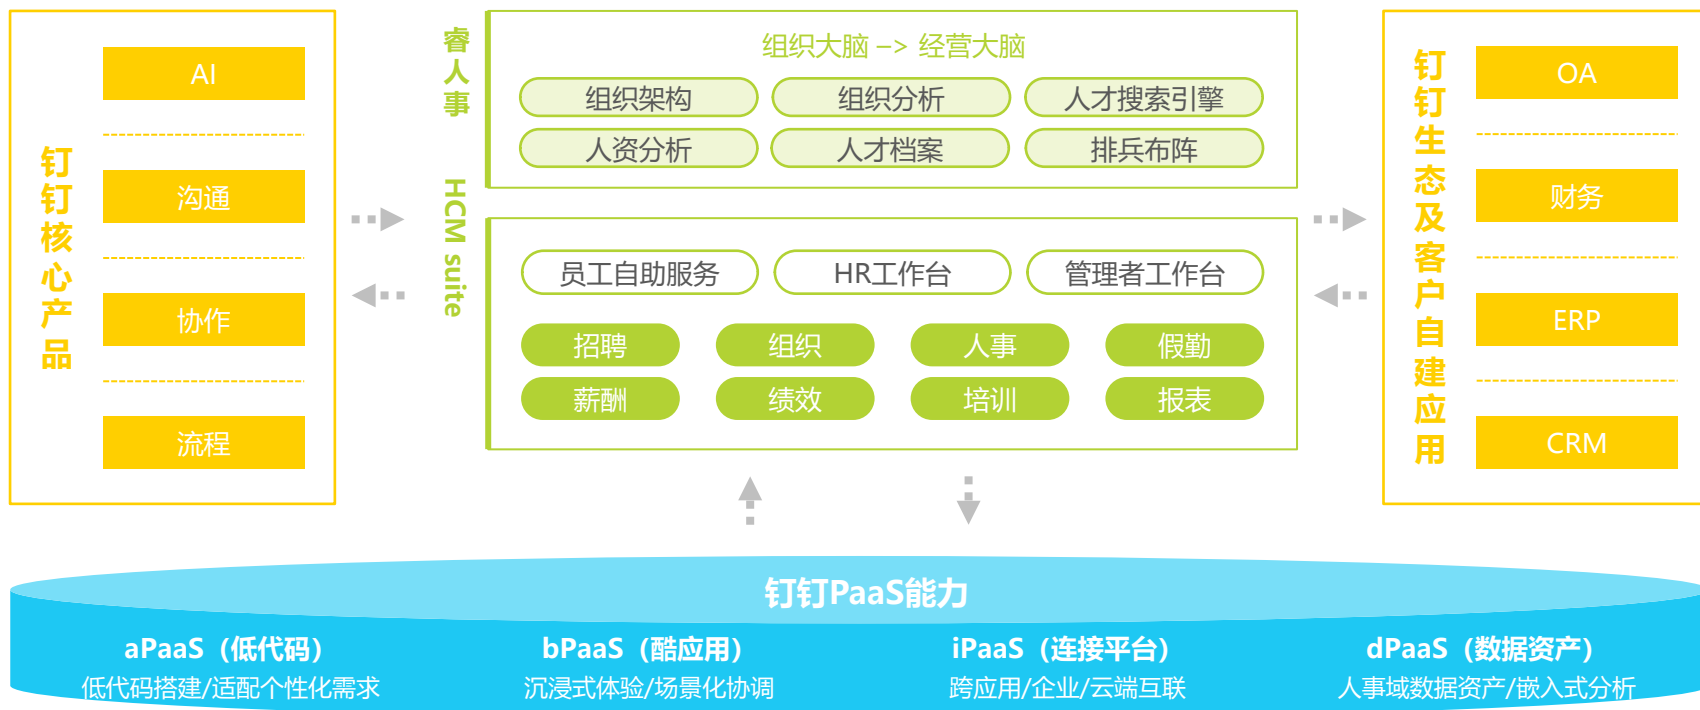 钉钉核心产品
AI
沟通
协作
流程
睿人事 HCM suite
组织大脑 –> 经营大脑
组织架构
组织分析
人才搜索引擎
人资分析
人才档案
排兵布阵
员工自助服务
HR工作台
管理者工作台
招聘
组织
人事
假勤
薪酬
绩效
培训
报表
钉钉生态及客户自建应用
OA
财务
ERP
CRM
钉钉PaaS能力
aPaaS（低代码）
低代码搭建/适配个性化需求
bPaaS（酷应用）
沉浸式体验/场景化协调
iPaaS（连接平台）
跨应用/企业/云端互联
dPaaS（数据资产）
人事域数据资产/嵌入式分析